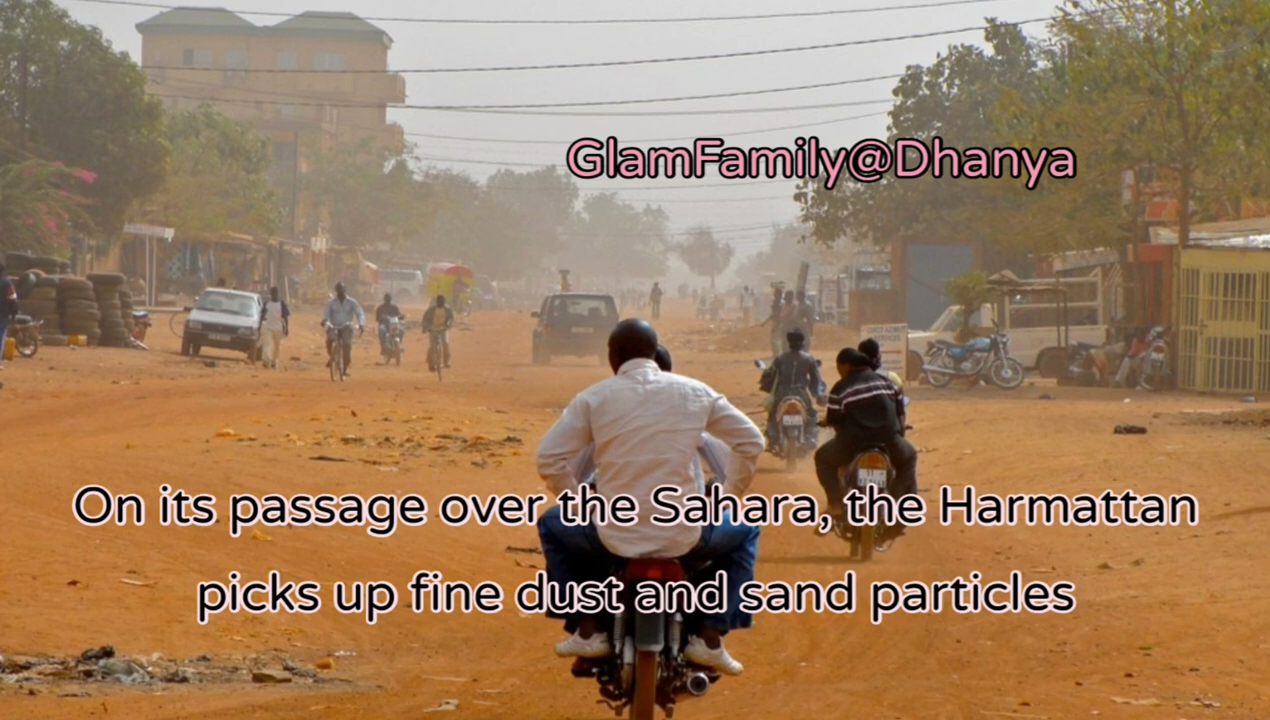 GlamFamily@Dhanya
On its passage over the Sahara, the Harmattan
picks up fine dust and sand particles